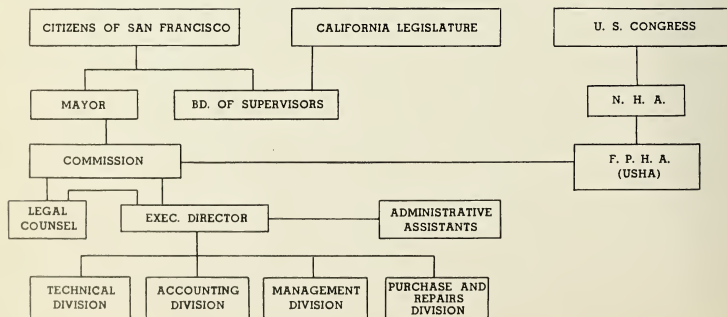 CITIZENS OF SAN FRANCISCO
CALIFORNIA LEGISLATURE
U. S. CONGRESS
MAYOR
BD. OF SUPERVISORS
N. H. A.
COMMISSION
F. P. H. A.
(USHA)
LEGAL
COUNSEL
EXEC. DIRECTOR
ADMINISTRATIVE
ASSISTANTS
TECHNICAL
DIVISION
ACCOUNTING
DIVISION
MANAGEMENT
DIVISION
PURCHASE AND
REPAIRS
DIVISION